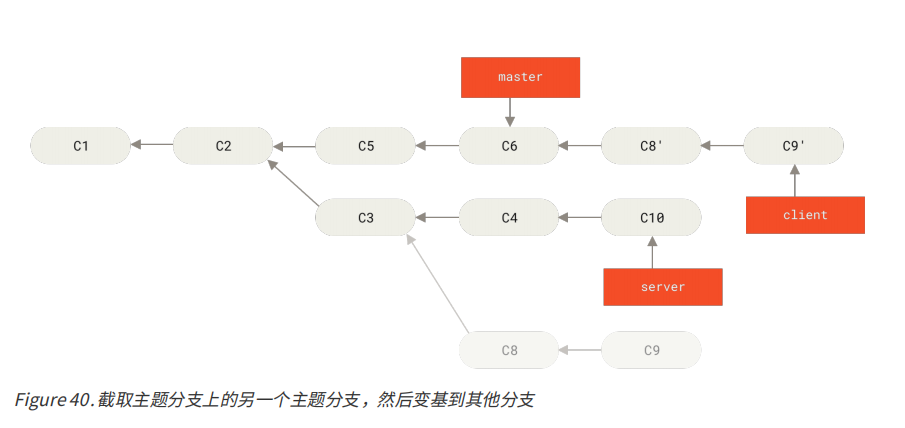 master
C1
C2
C5
C6
C8'
C9'
C3
C4
C10
client
server
C8
C9
Figure 40. 截取主题分支上的另一个主题分支，然后变基到其他分支